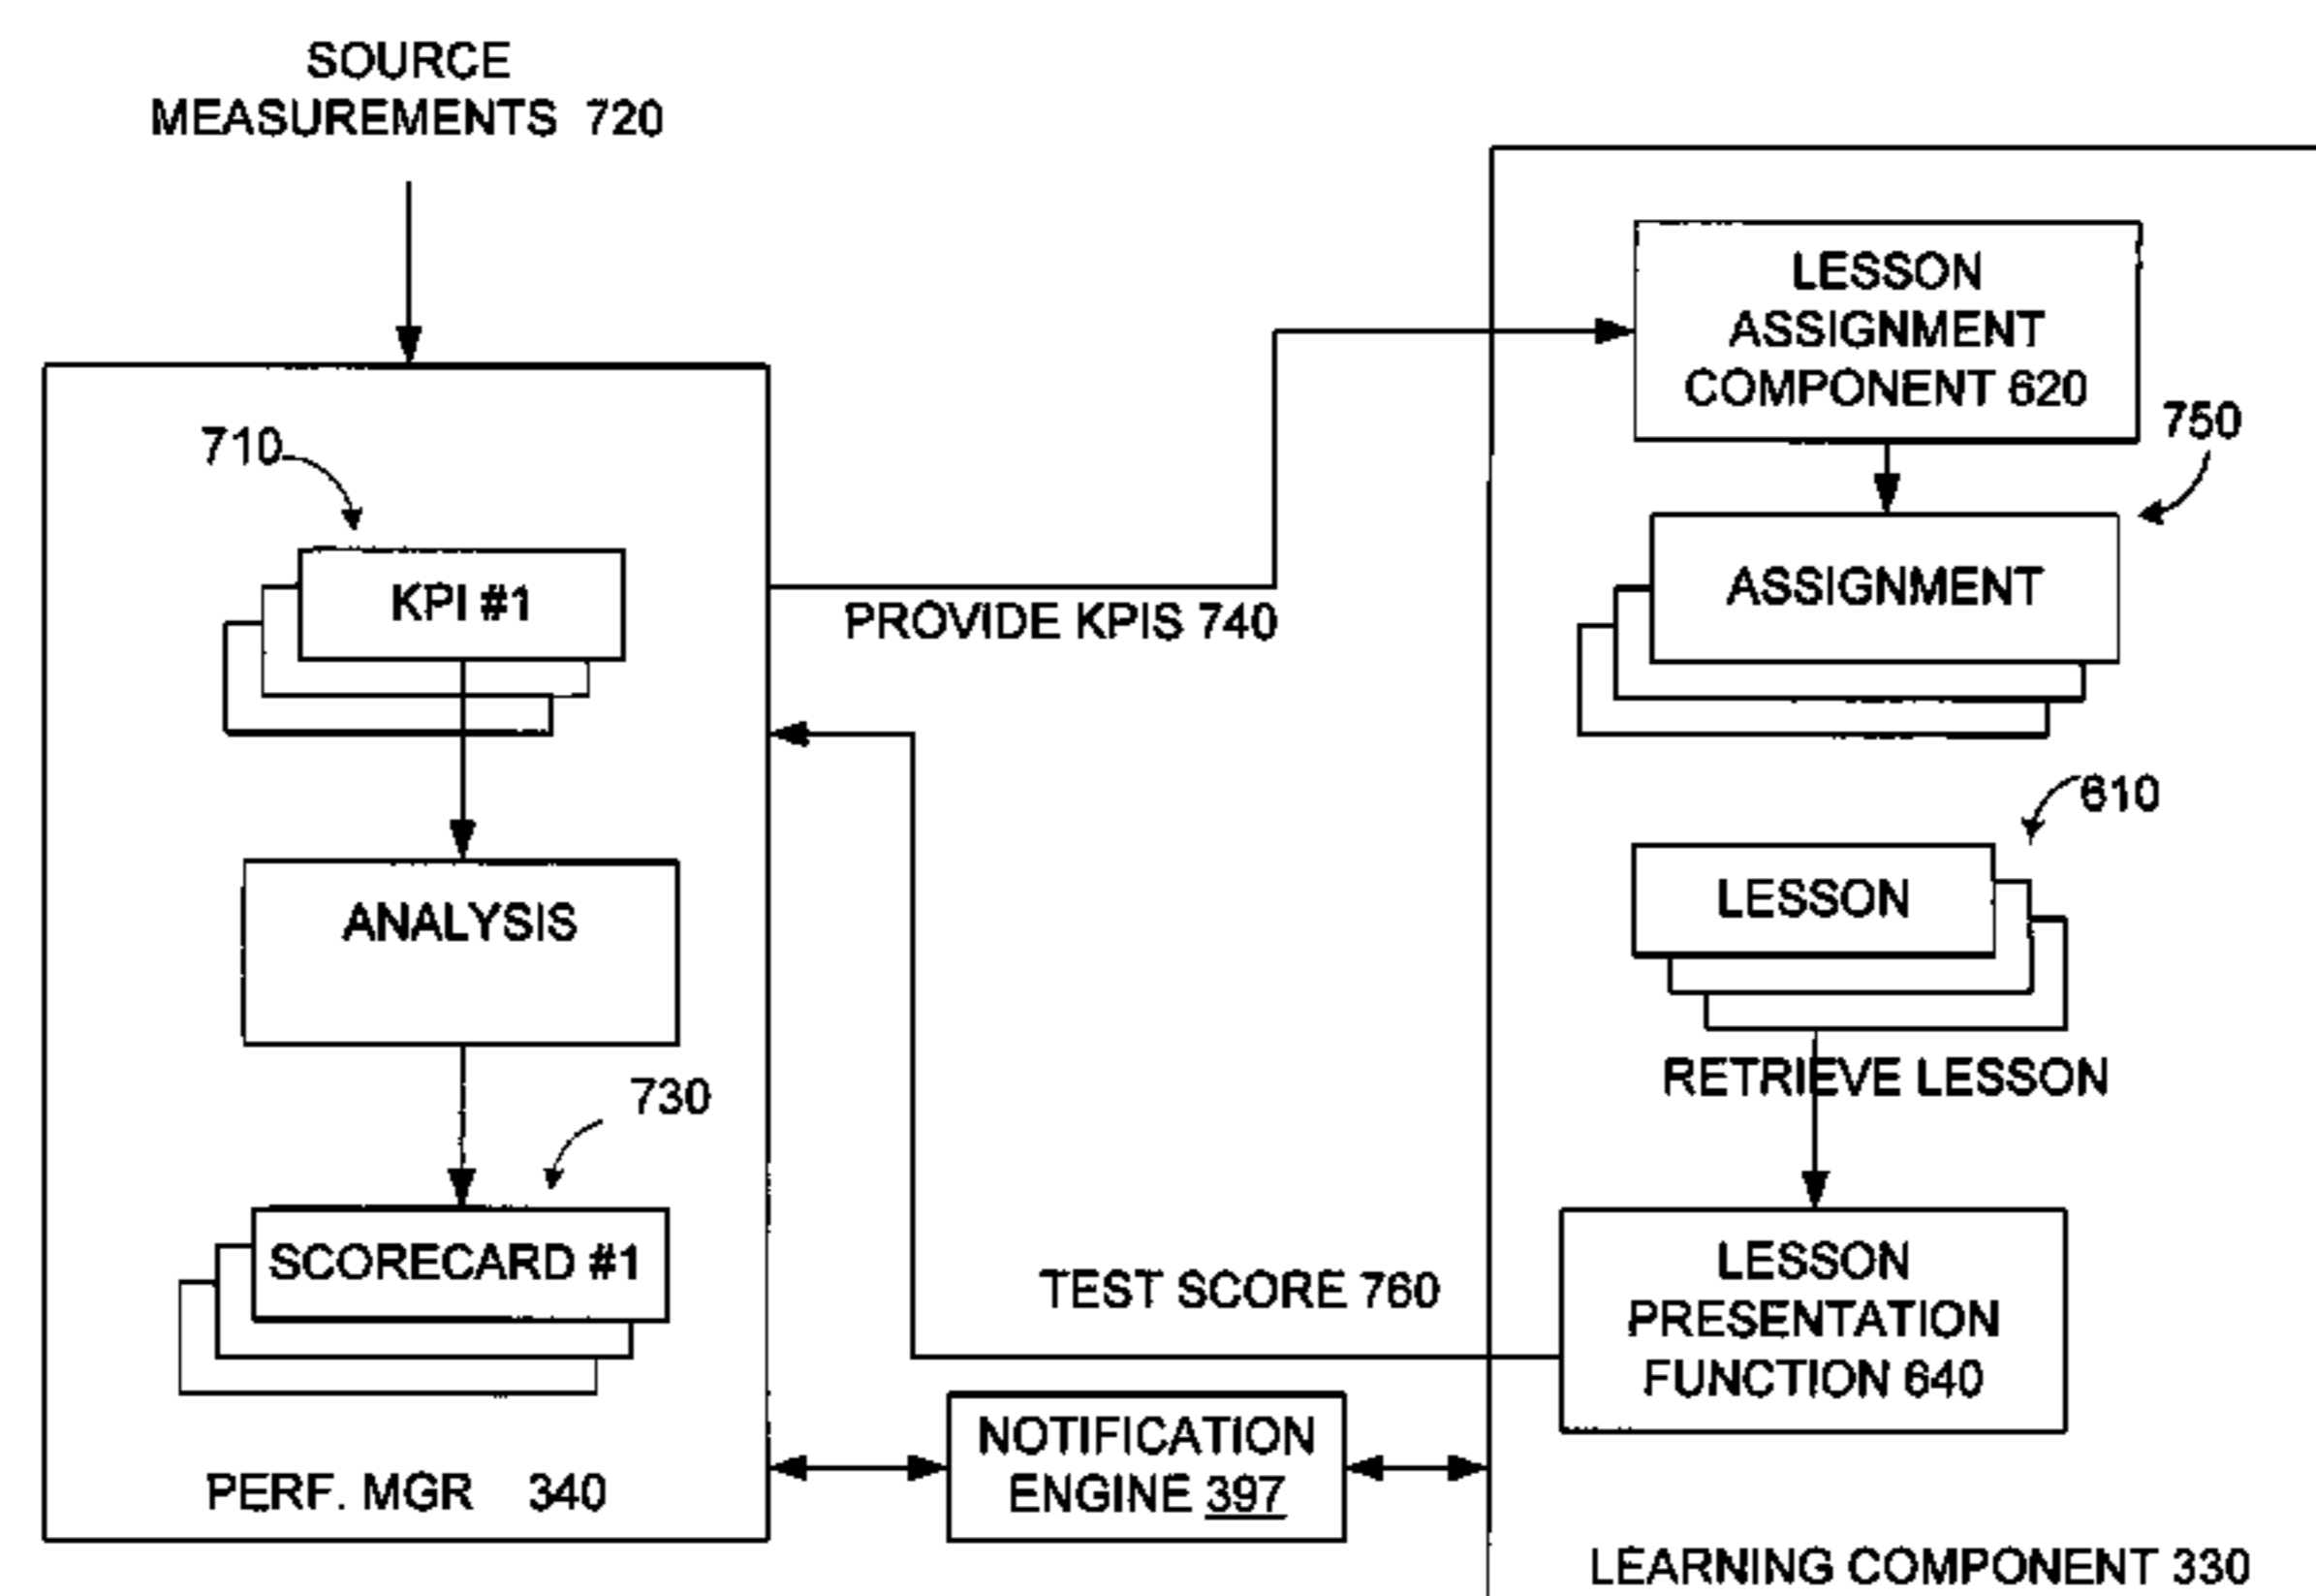 SOURCE
MEASUREMENTS 720
710
KPI #1
PROVIDE KPIS 740
ANALYSIS
730
SCORECARD #1
PERF. MGR 340
TEST SCORE 760
NOTIFICATION
ENGINE 397
LESSON
ASSIGNMENT
COMPONENT 620
750
ASSIGNMENT
610
LESSON
RETRIEVE LESSON
LESSON
PRESENTATION
FUNCTION 640
LEARNING COMPONENT 330